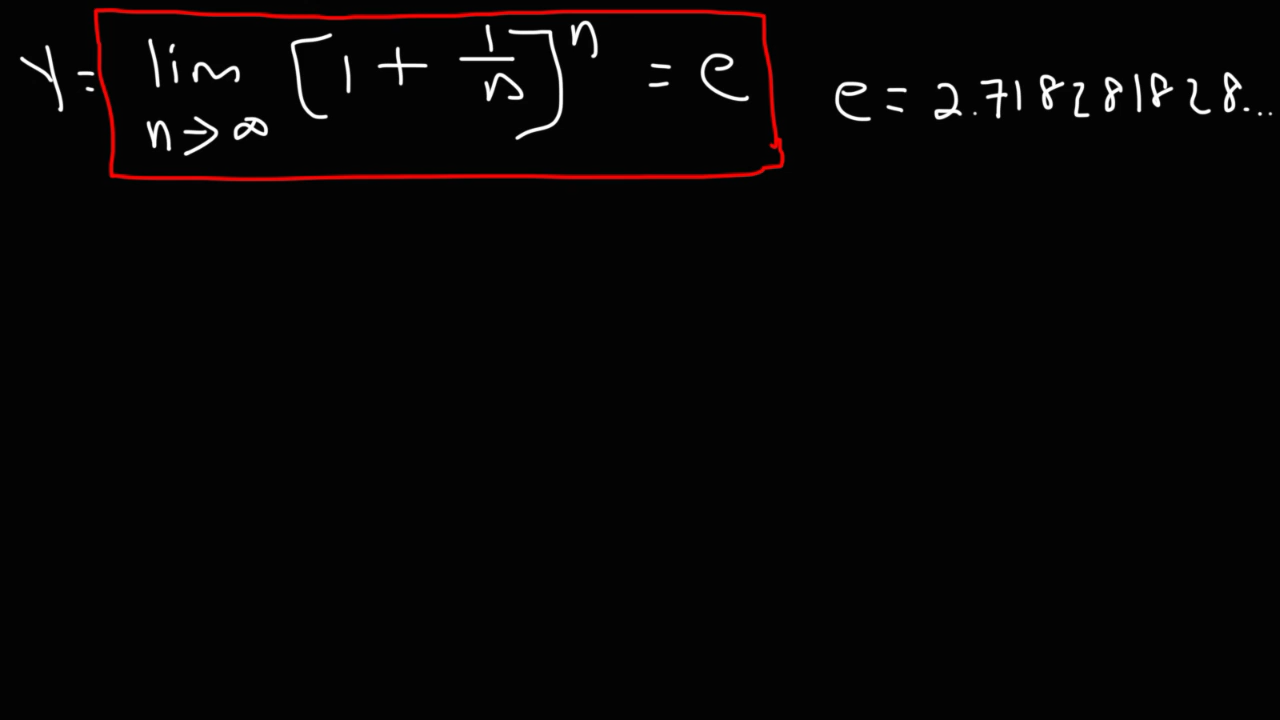 Y = lim n→∞ [1 + 1/n]^n = e
e = 2.718281828...